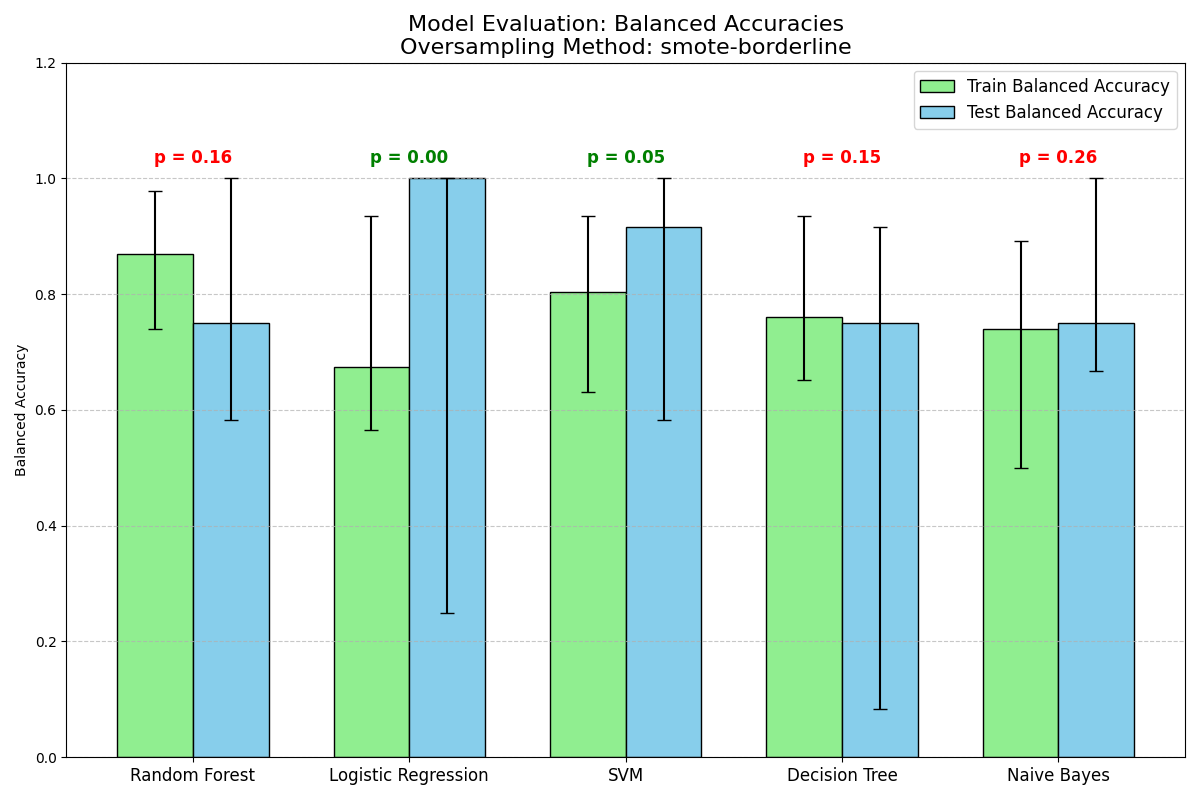 Model Evaluation: Balanced Accuracies
Oversampling Method: smote-borderline
Train Balanced Accuracy
Test Balanced Accuracy
p = 0.16
p = 0.00
p = 0.05
p = 0.15
p = 0.26
Balanced Accuracy
1.2
1.0
0.8
0.6
0.4
0.2
0.0
Random Forest
Logistic Regression
SVM
Decision Tree
Naive Bayes